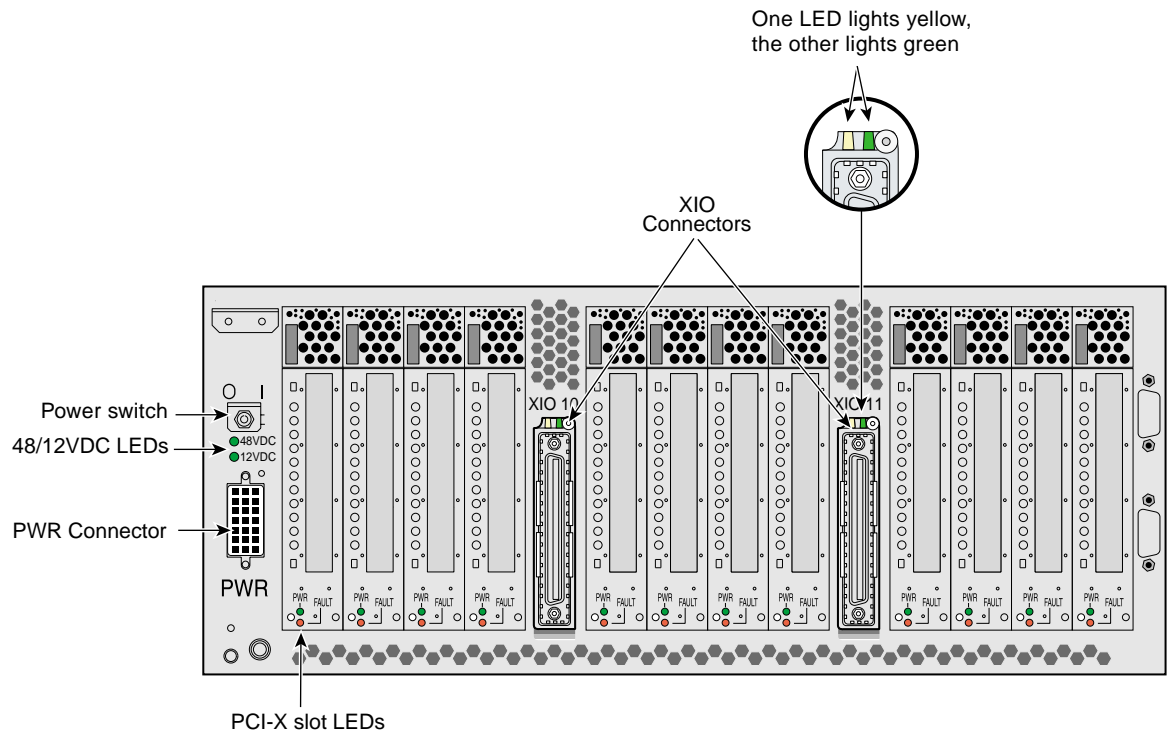 One LED lights yellow,
the other lights green
XIO
Connectors
O I
XIO 10
XIO 11
Power switch
48VDC
48/12VDC LEDs
12VDC
PWR Connector
PWR
PWR FAULT PWR FAULT PWR FAULT PWR FAULT PWR FAULT PWR FAULT PWR FAULT PWR FAULT PWR FAULT PWR FAULT PWR FAULT PWR FAULT
PCI-X slot LEDs